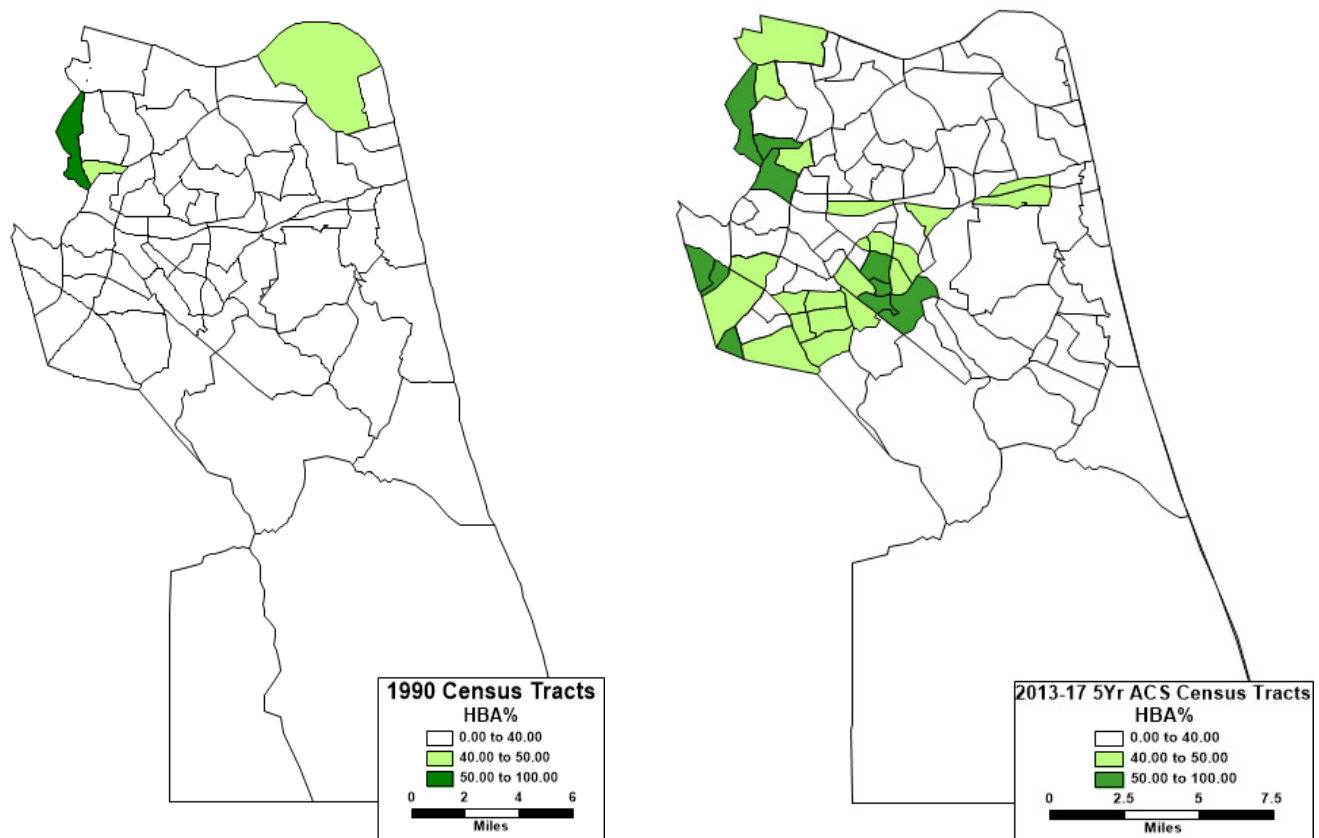 1990 Census Tracts
HBA%
0.00 to 40.00
40.00 to 50.00
50.00 to 100.00
0 2 4 6
Miles
2013-17 5Yr ACS Census Tracts
HBA%
0.00 to 40.00
40.00 to 50.00
50.00 to 100.00
0 2.5 5 7.5
Miles